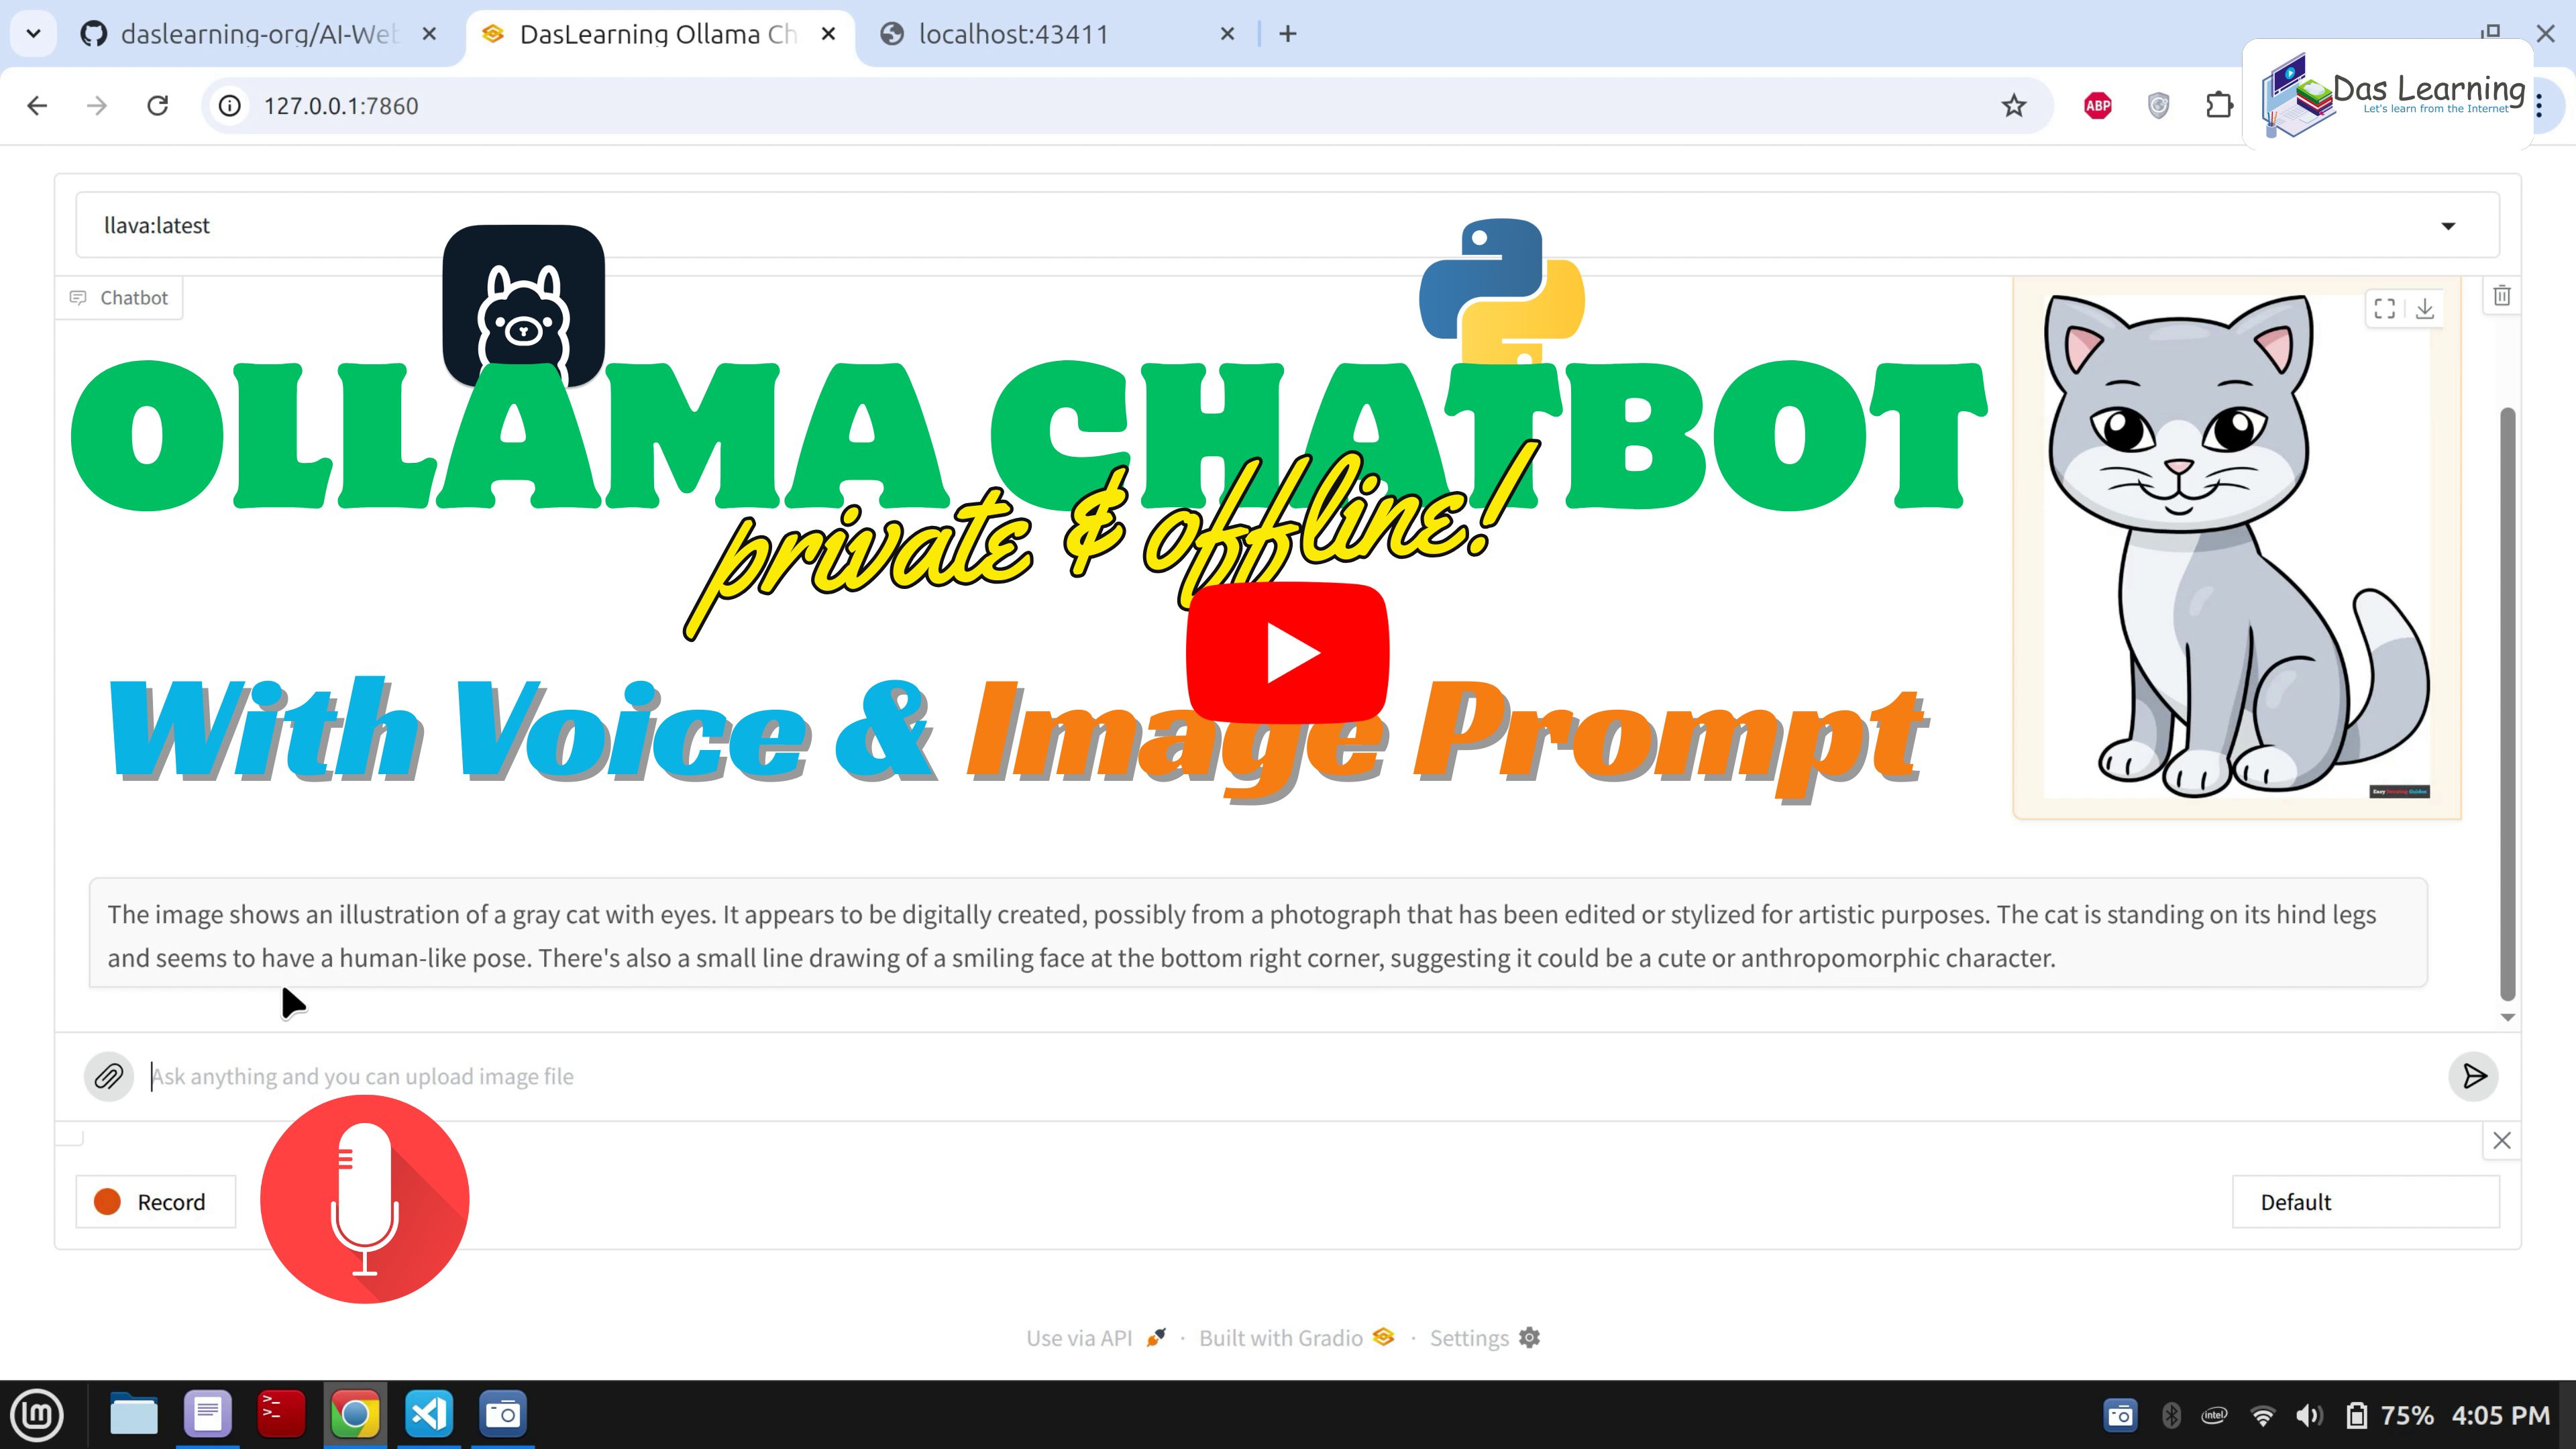 daslearning-org/AI-Web
DasLearning Ollama Ch
localhost:43411
127.0.0.1:7860
ABP
Das Learning
Let's learn from the Internet
llava:latest
Chatbot
OLLAMA CHATBOT
private & offline!
With Voice & Image Prompt
Easy Drawing Guides
The image shows an illustration of a gray cat with eyes. It appears to be digitally created, possibly from a photograph that has been edited or stylized for artistic purposes. The cat is standing on its hind legs
and seems to have a human-like pose. There's also a small line drawing of a smiling face at the bottom right corner, suggesting it could be a cute or anthropomorphic character.
Ask anything and you can upload image file
Record
Default
Use via API · Built with Gradio · Settings
intel
75% 4:05 PM